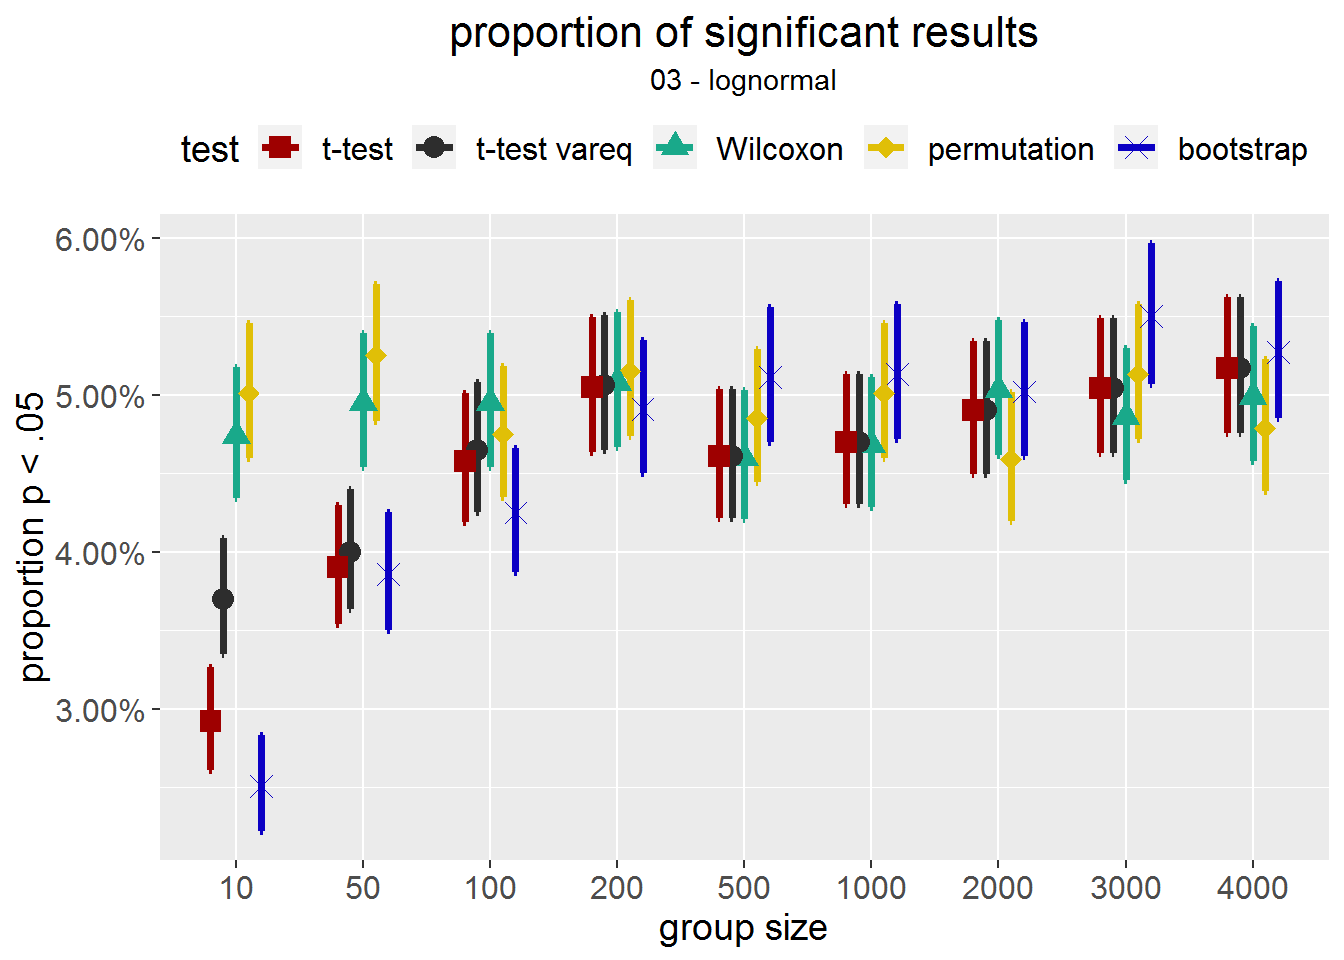 proportion of significant results
03 - lognormal
test t-test t-test vareq Wilcoxon permutation bootstrap
6.00%
5.00%
4.00%
3.00%
proportion p < .05
10 50 100 200 500 1000 2000 3000 4000
group size